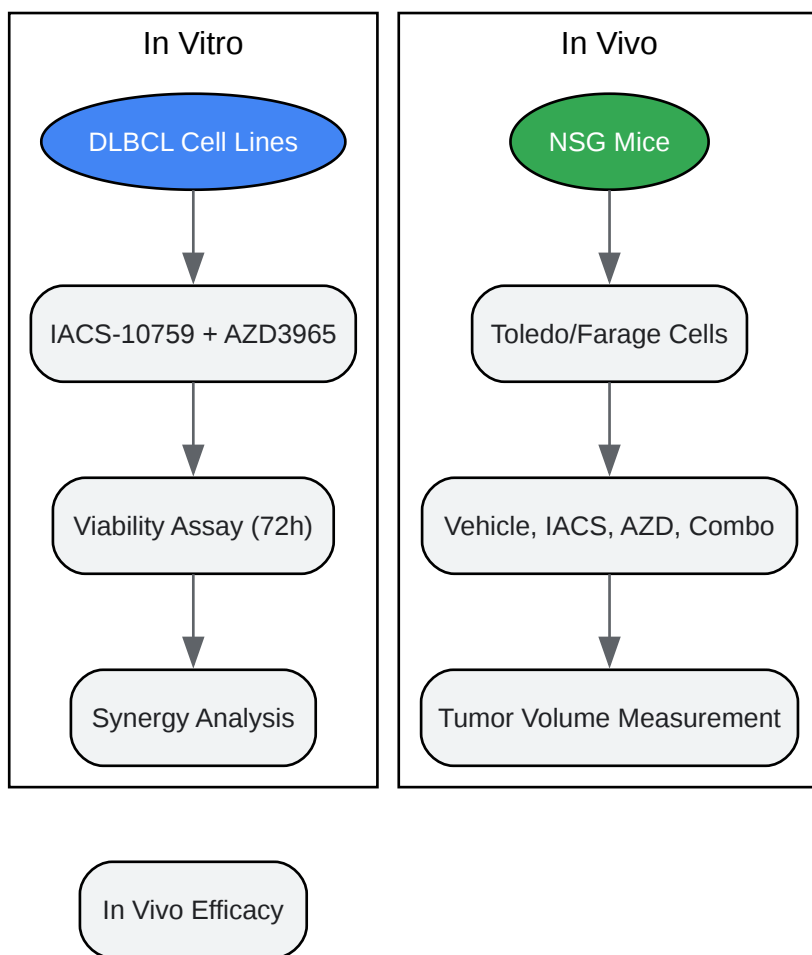 In Vitro
DLBCL Cell Lines
IACS-10759 + AZD3965
Viability Assay (72h)
Synergy Analysis
In Vivo
NSG Mice
Toledo/Farage Cells
Vehicle, IACS, AZD, Combo
Tumor Volume Measurement
In Vivo Efficacy